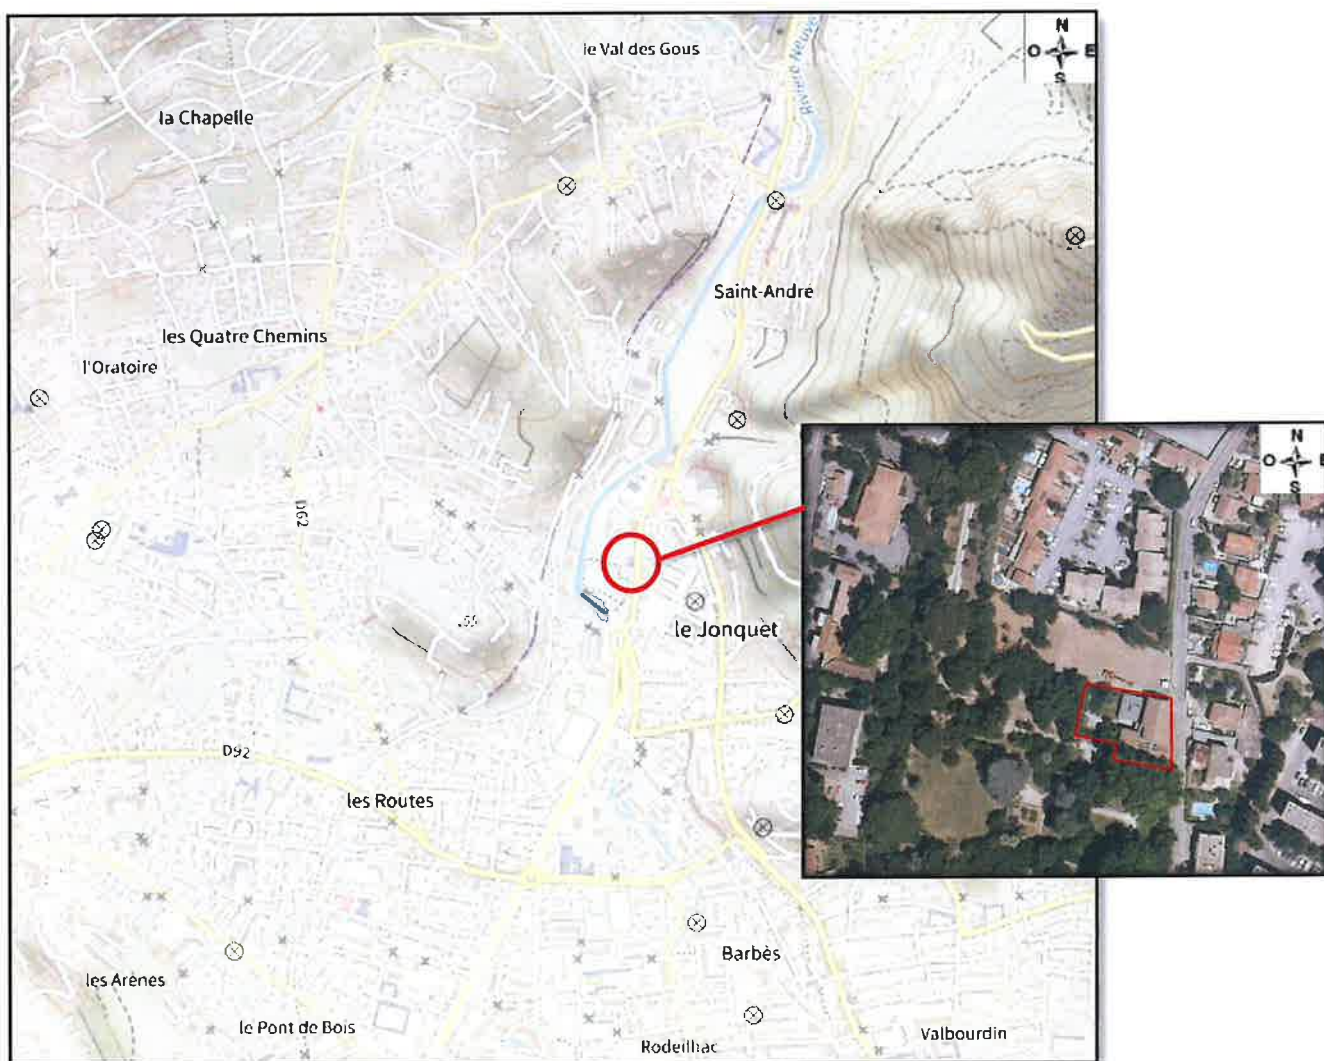 le Val des Gous
N
O E
S
Rivière Neuve
la Chapelle
Saint-André
les Quatre Chemins
l'Oratoire
N
O E
S
D62
le Jonquet
55
D92
les Routes
Barbès
les Arènes
le Pont de Bois
Valbourdin
Rodeilhac